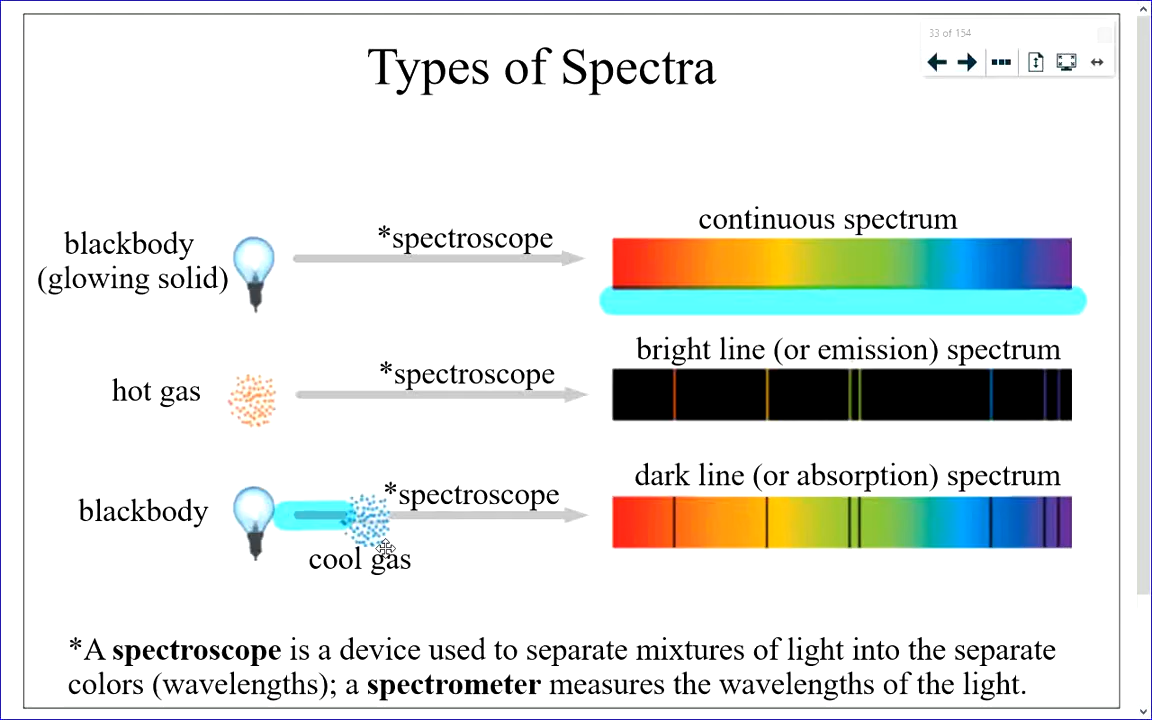 33 of 154
Types of Spectra
continuous spectrum
blackbody
(glowing solid)
*spectroscope
bright line (or emission) spectrum
hot gas
*spectroscope
dark line (or absorption) spectrum
blackbody
*spectroscope
cool gas
*A spectroscope is a device used to separate mixtures of light into the separate
colors (wavelengths); a spectrometer measures the wavelengths of the light.